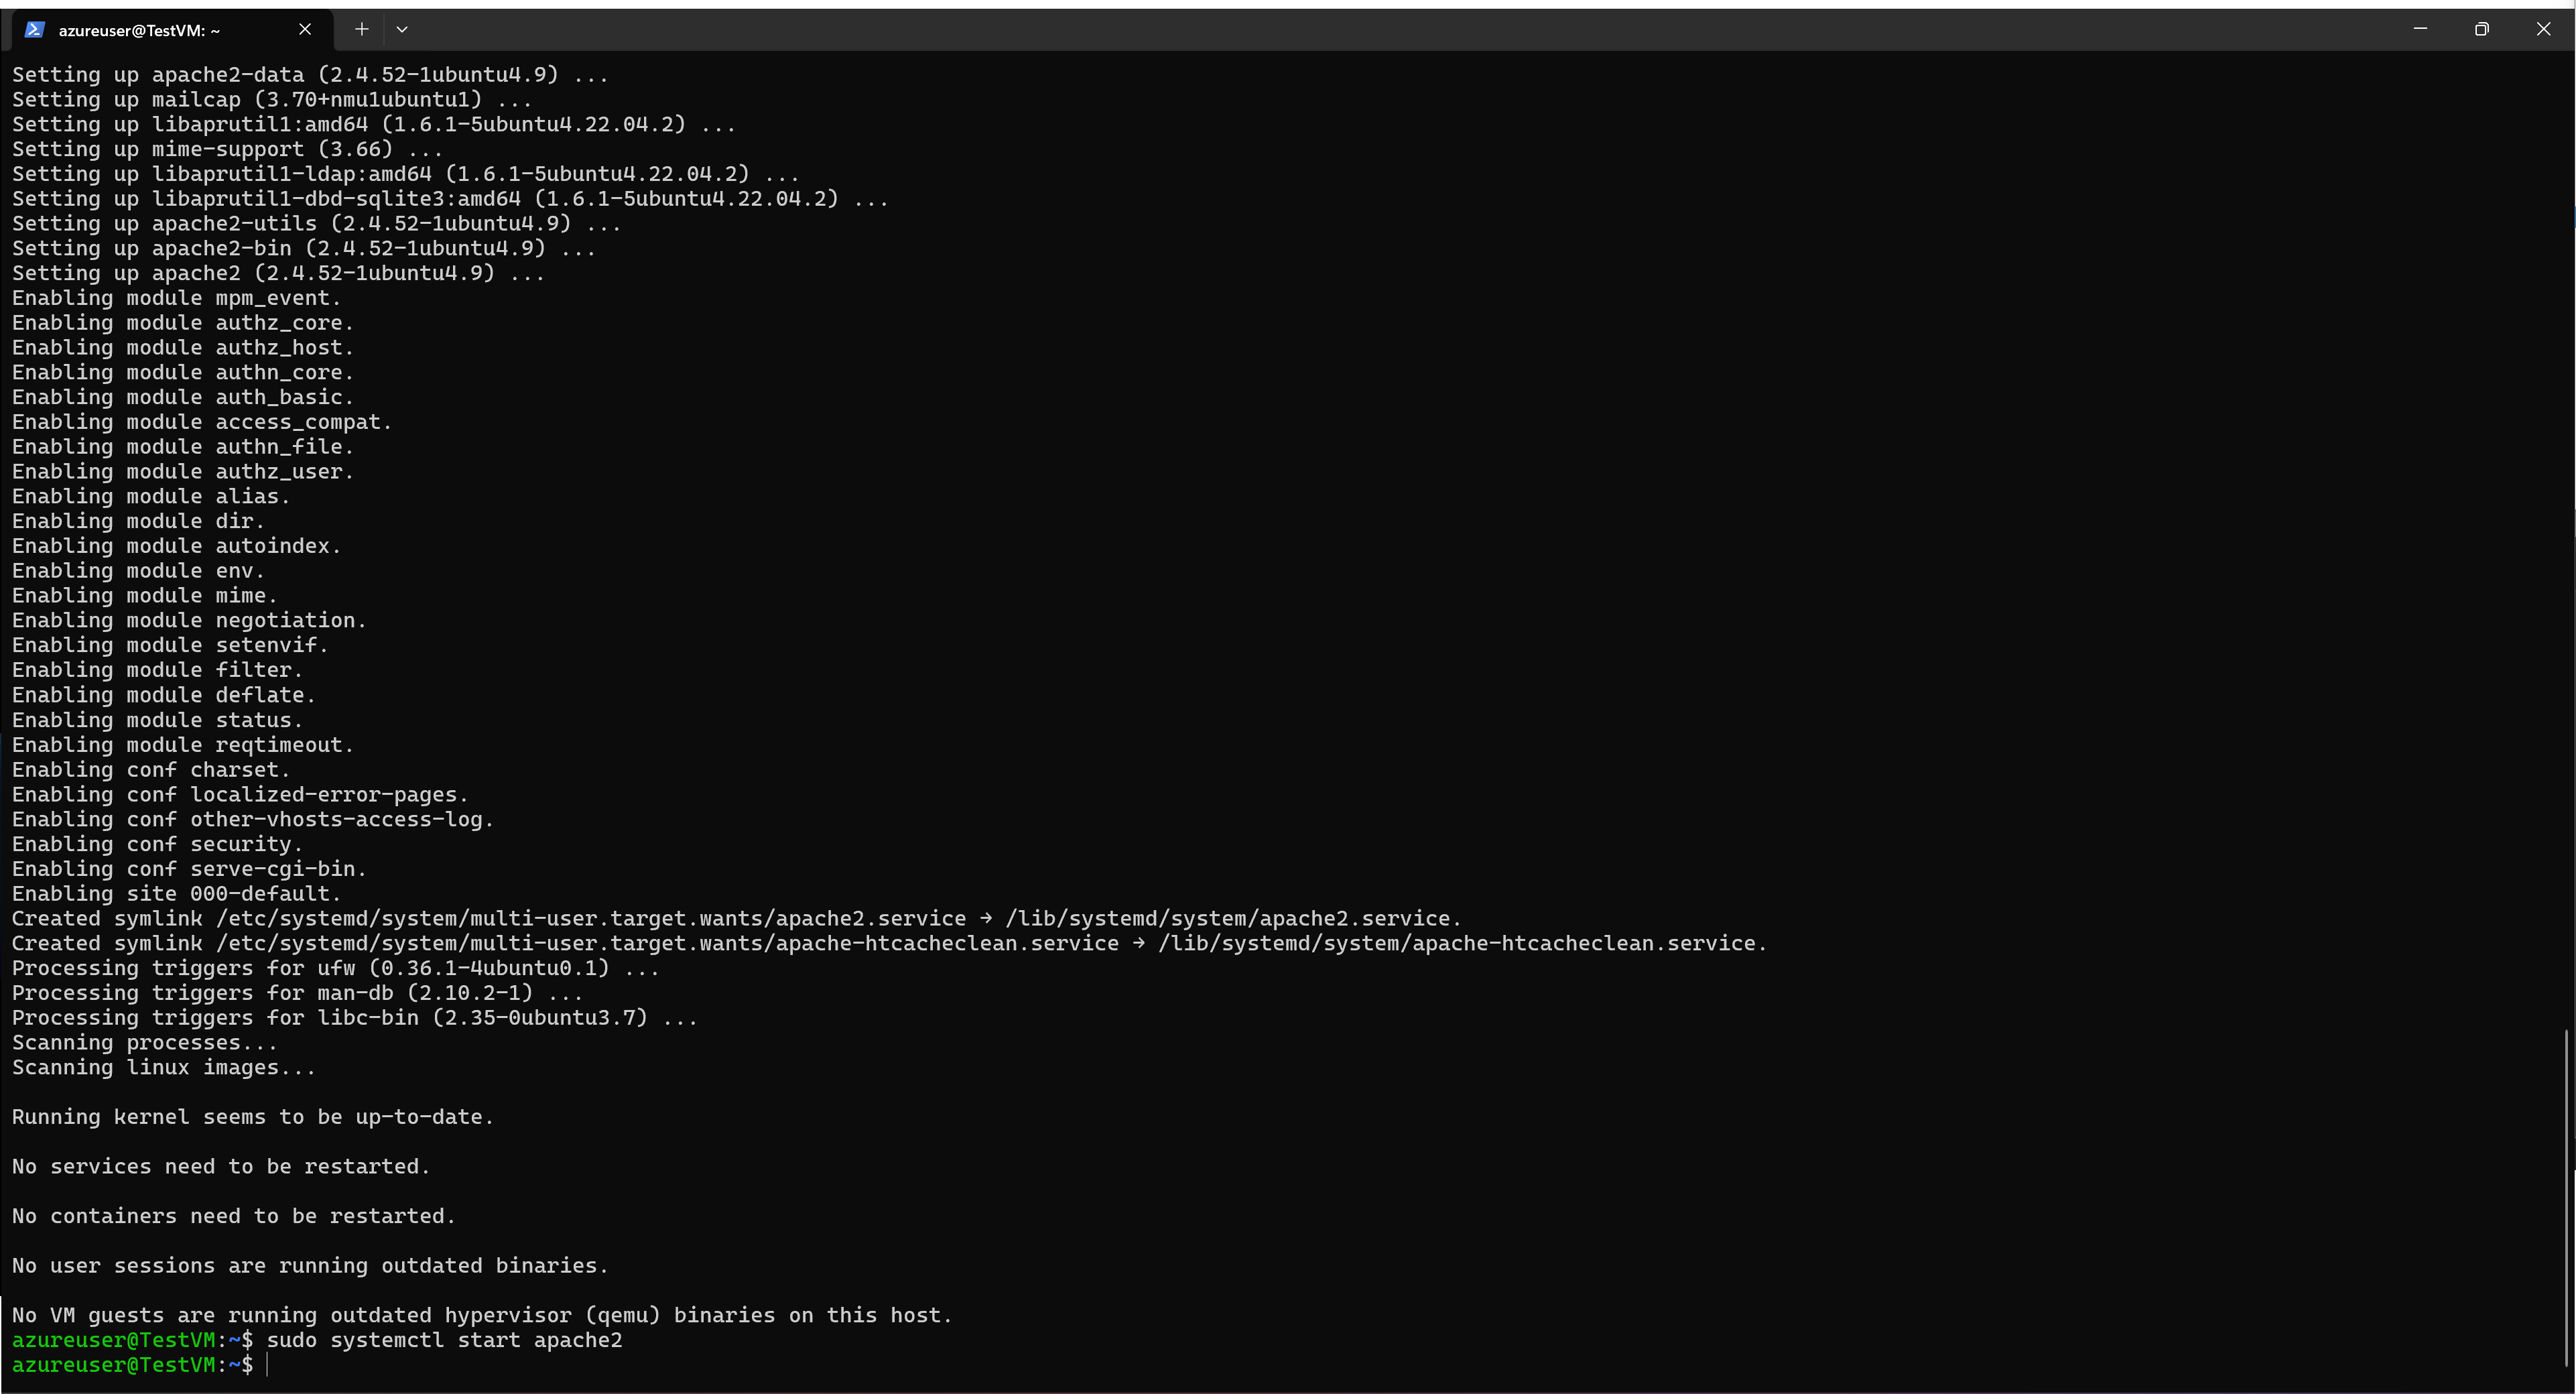 azureuser@TestVM: ~
Setting up apache2-data (2.4.52-1ubuntu4.9) ...
Setting up mailcap (3.70+nmu1ubuntu1) ...
Setting up libaprutil1:amd64 (1.6.1-5ubuntu4.22.04.2) ...
Setting up mime-support (3.66) ...
Setting up libaprutil1-ldap:amd64 (1.6.1-5ubuntu4.22.04.2) ...
Setting up libaprutil1-dbd-sqlite3:amd64 (1.6.1-5ubuntu4.22.04.2) ...
Setting up apache2-utils (2.4.52-1ubuntu4.9) ...
Setting up apache2-bin (2.4.52-1ubuntu4.9) ...
Setting up apache2 (2.4.52-1ubuntu4.9) ...
Enabling module mpm_event.
Enabling module authz_core.
Enabling module authz_host.
Enabling module authn_core.
Enabling module auth_basic.
Enabling module access_compat.
Enabling module authn_file.
Enabling module authz_user.
Enabling module alias.
Enabling module dir.
Enabling module autoindex.
Enabling module env.
Enabling module mime.
Enabling module negotiation.
Enabling module setenvif.
Enabling module filter.
Enabling module deflate.
Enabling module status.
Enabling module reqtimeout.
Enabling conf charset.
Enabling conf localized-error-pages.
Enabling conf other-vhosts-access-log.
Enabling conf security.
Enabling conf serve-cgi-bin.
Enabling site 000-default.
Created symlink /etc/systemd/system/multi-user.target.wants/apache2.service → /lib/systemd/system/apache2.service.
Created symlink /etc/systemd/system/multi-user.target.wants/apache-htcacheclean.service → /lib/systemd/system/apache-htcacheclean.service.
Processing triggers for ufw (0.36.1-4ubuntu0.1) ...
Processing triggers for man-db (2.10.2-1) ...
Processing triggers for libc-bin (2.35-0ubuntu3.7) ...
Scanning processes...
Scanning linux images...
Running kernel seems to be up-to-date.
No services need to be restarted.
No containers need to be restarted.
No user sessions are running outdated binaries.
No VM guests are running outdated hypervisor (qemu) binaries on this host.
azureuser@TestVM:~$ sudo systemctl start apache2
azureuser@TestVM:~$